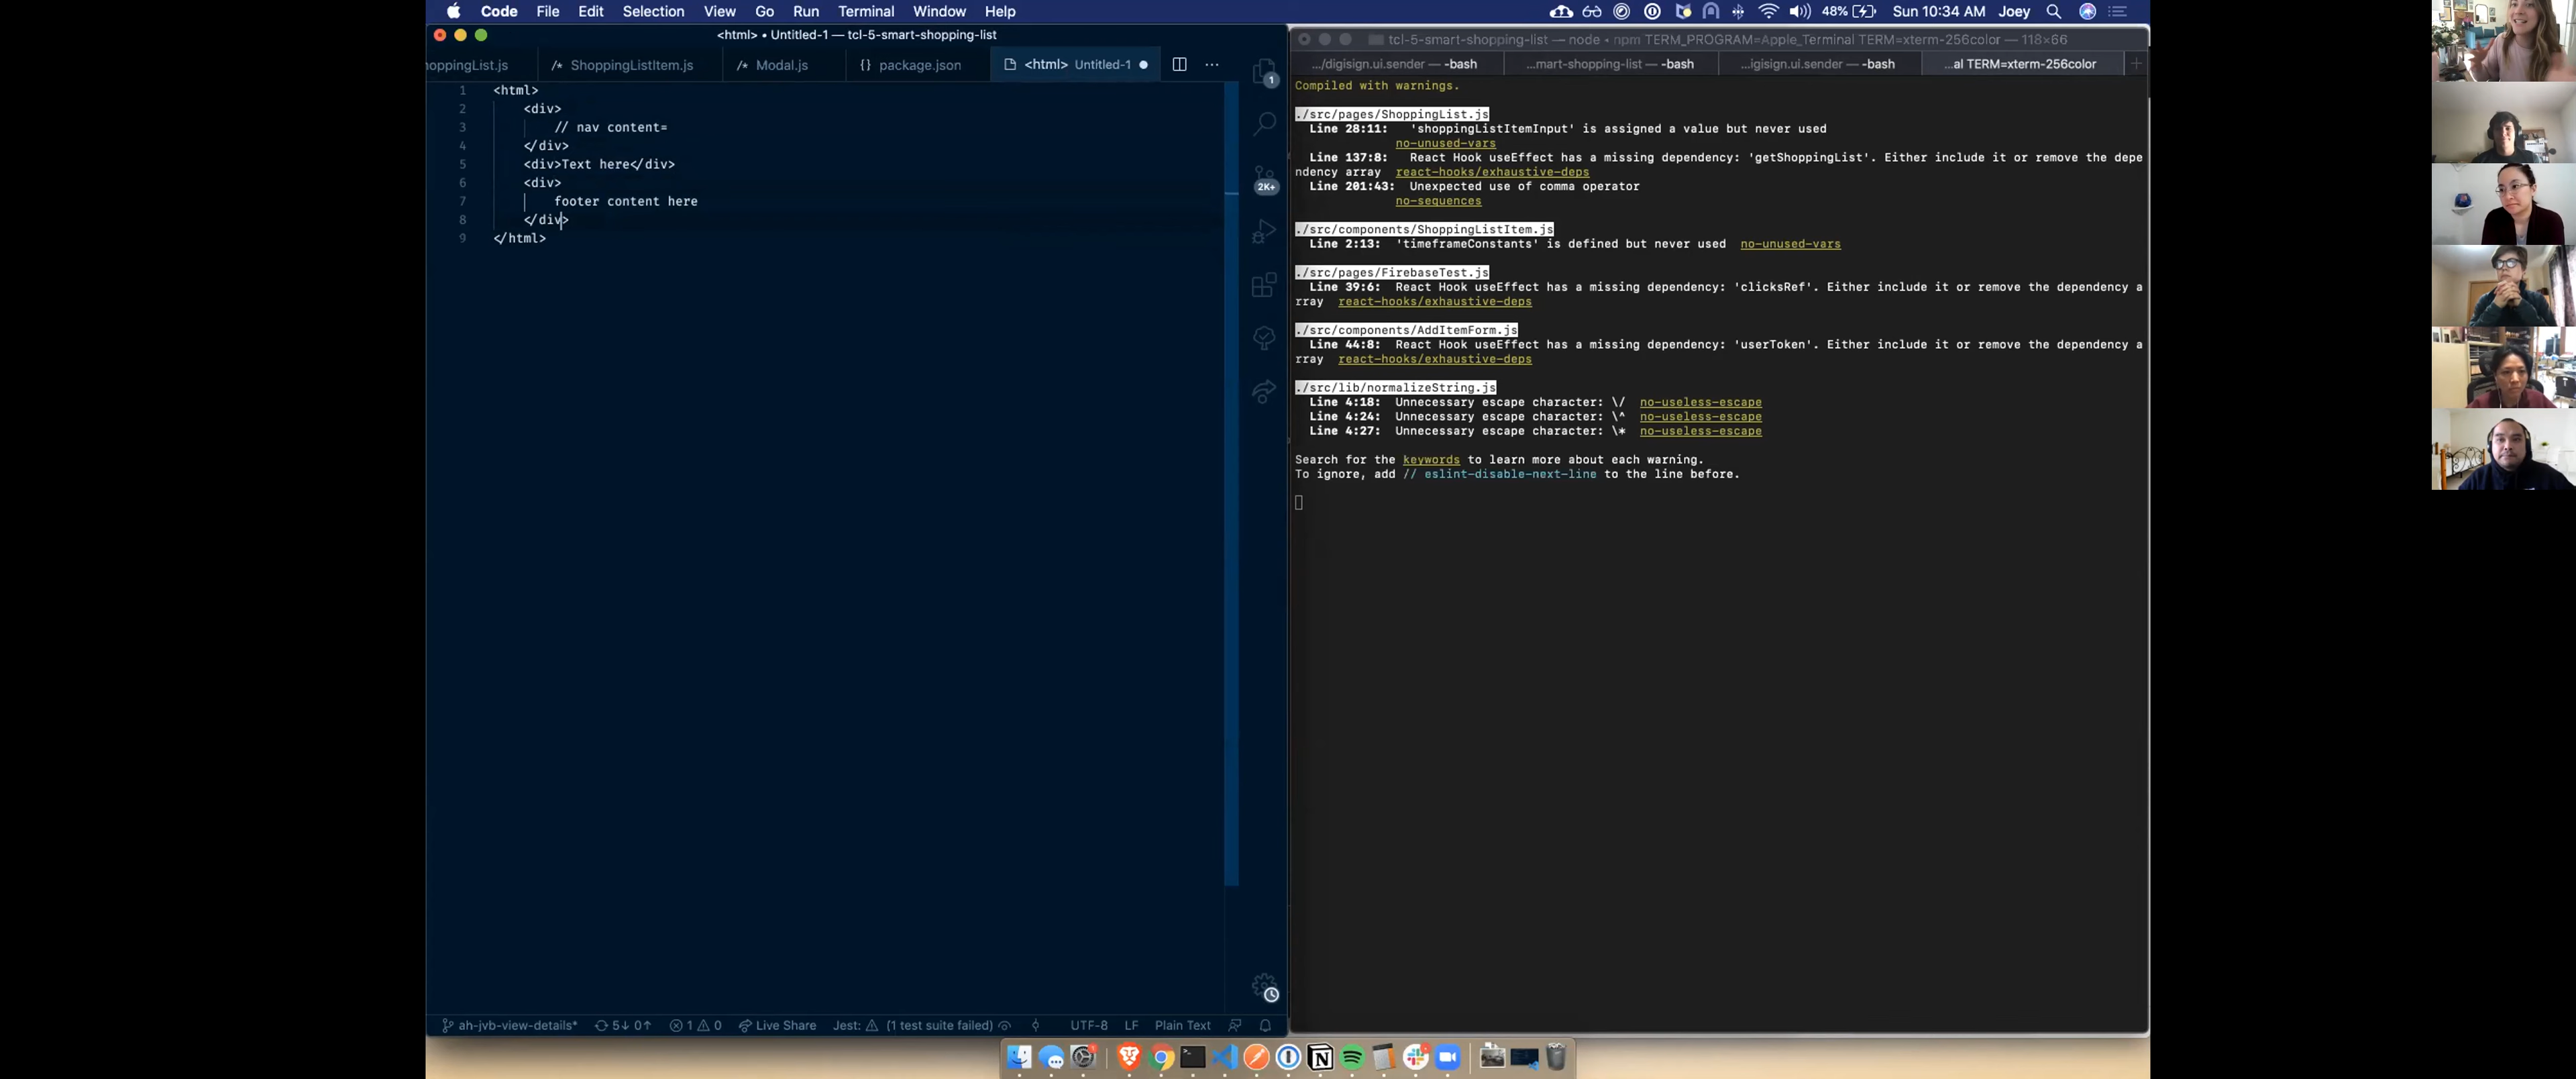 Code File Edit Selection View Go Run Terminal Window Help
48% Sun 10:34 AM Joey
<html> • Untitled-1 — tcl-5-smart-shopping-list
hoppingList.js ShoppingListItem.js Modal.js {} package.json <html> Untitled-1
1 <html>
2 <div>
3 // nav content=
4 </div>
5 <div>Text here</div>
6 <div>
7 footer content here
8 </div>
9 </html>
1
2K+
ah-jvb-view-details* 5↓ 0↑ 1 0 Live Share Jest: (1 test suite failed) UTF-8 LF Plain Text
tcl-5-smart-shopping-list — node • npm TERM_PROGRAM=Apple_Terminal TERM=xterm-256color — 118×66
.../digisign.ui.sender — -bash ...mart-shopping-list — -bash ...igisign.ui.sender — -bash ...al TERM=xterm-256color +
Compiled with warnings.
./src/pages/ShoppingList.js
Line 28:11: 'shoppingListItemInput' is assigned a value but never used
no-unused-vars
Line 137:8: React Hook useEffect has a missing dependency: 'getShoppingList'. Either include it or remove the depe
ndency array react-hooks/exhaustive-deps
Line 201:43: Unexpected use of comma operator
no-sequences
./src/components/ShoppingListItem.js
Line 2:13: 'timeframeConstants' is defined but never used no-unused-vars
./src/pages/FirebaseTest.js
Line 39:6: React Hook useEffect has a missing dependency: 'clicksRef'. Either include it or remove the dependency a
rray react-hooks/exhaustive-deps
./src/components/AddItemForm.js
Line 44:8: React Hook useEffect has a missing dependency: 'userToken'. Either include it or remove the dependency a
rray react-hooks/exhaustive-deps
./src/lib/normalizeString.js
Line 4:18: Unnecessary escape character: \/ no-useless-escape
Line 4:24: Unnecessary escape character: \^ no-useless-escape
Line 4:27: Unnecessary escape character: \* no-useless-escape
Search for the keywords to learn more about each warning.
To ignore, add // eslint-disable-next-line to the line before.